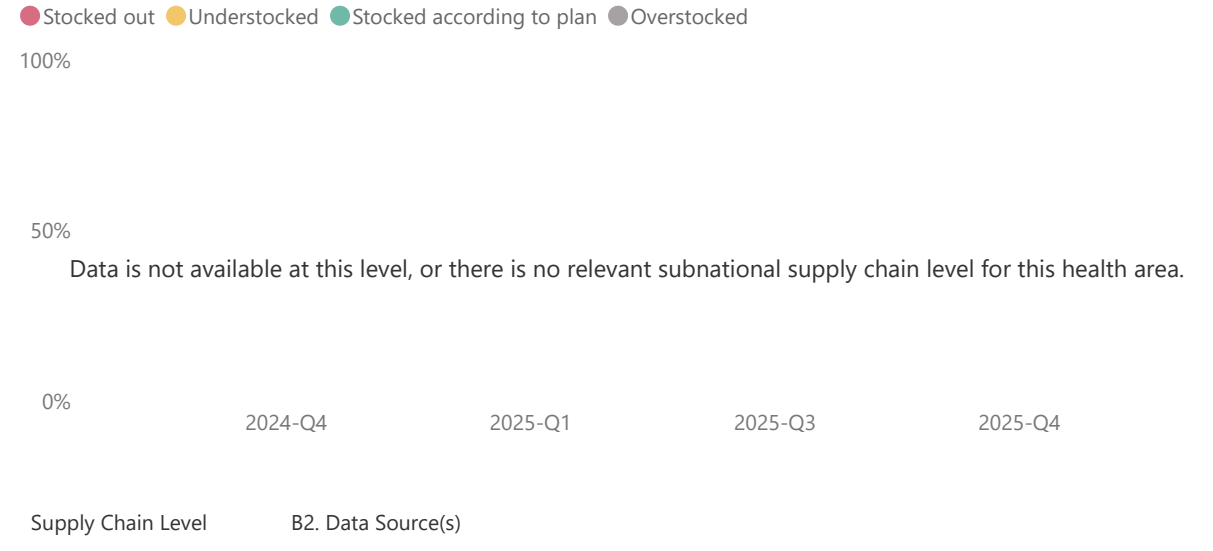 Stocked out Understocked Stocked according to plan Overstocked
100%
50%
Data is not available at this level, or there is no relevant subnational supply chain level for this health area.
0%
2024-Q4 2025-Q1 2025-Q3 2025-Q4
Supply Chain Level B2. Data Source(s)